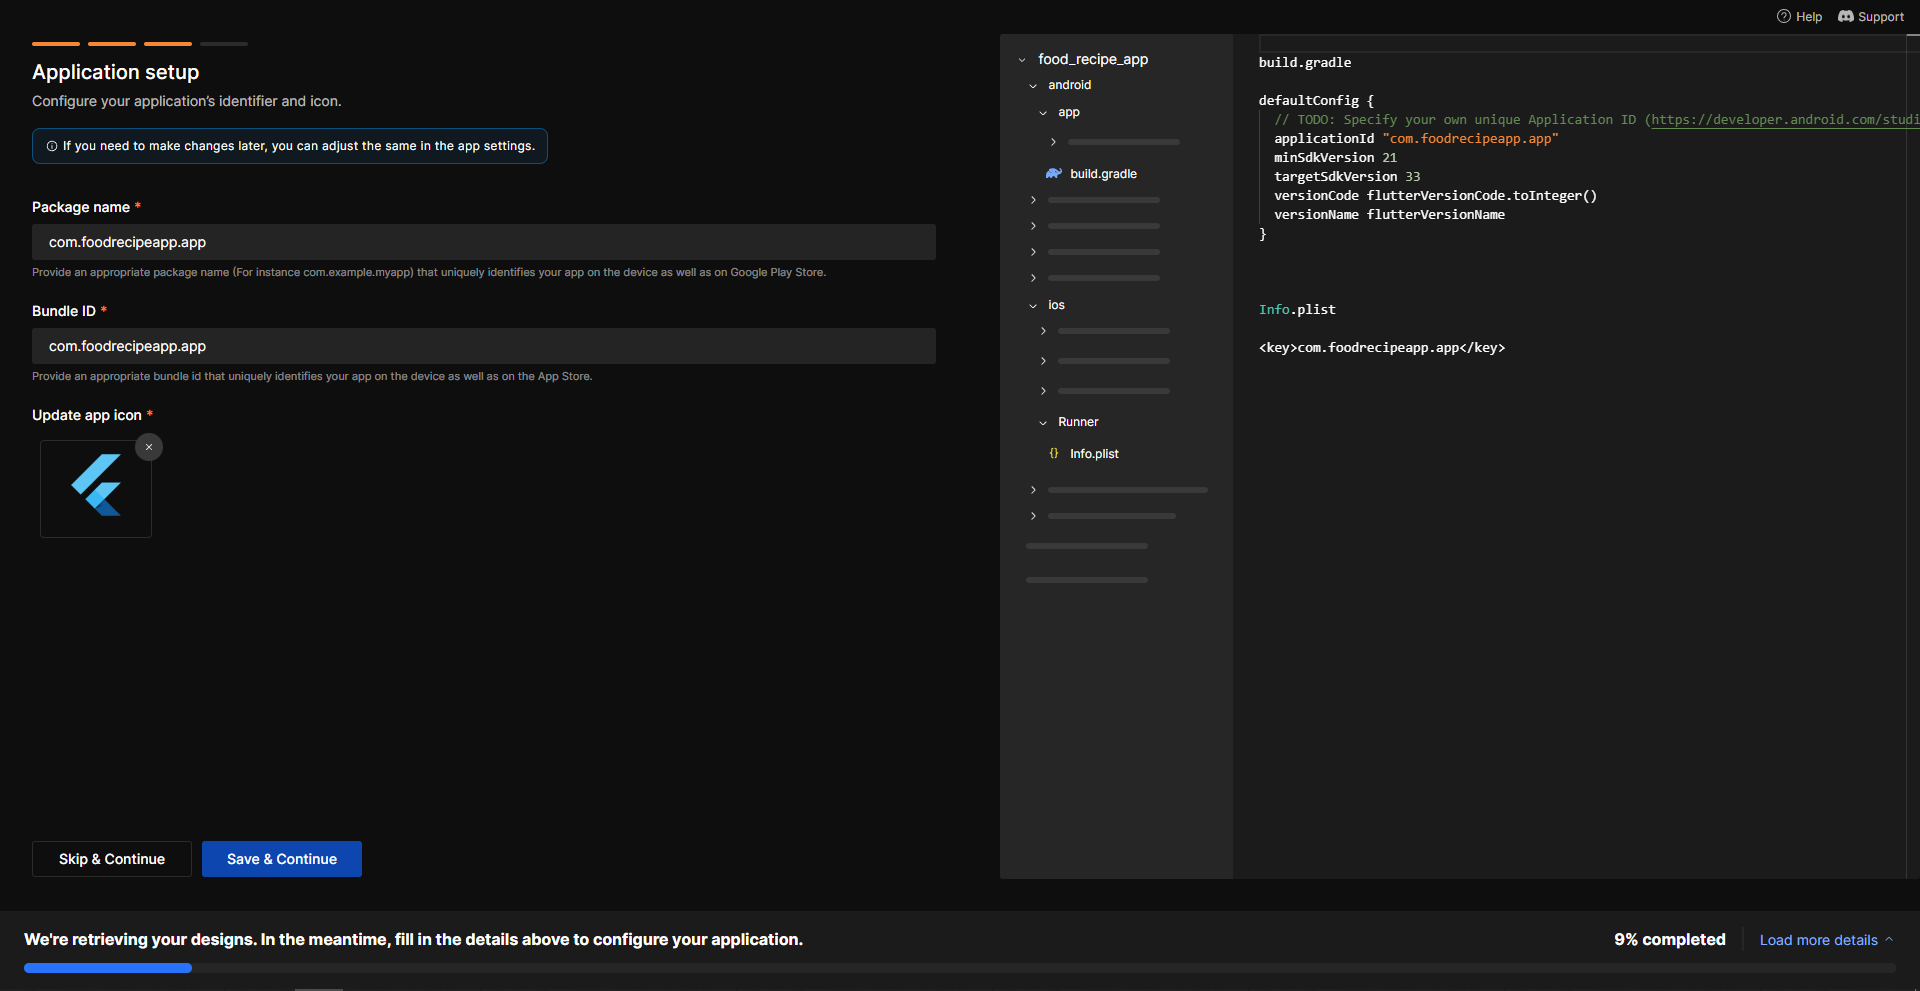 Help
Support
Application setup
Configure your application's identifier and icon.
If you need to make changes later, you can adjust the same in the app settings.
Package name *
com.foodrecipeapp.app
Provide an appropriate package name (For instance com.example.myapp) that uniquely identifies your app on the device as well as on Google Play Store.
Bundle ID *
com.foodrecipeapp.app
Provide an appropriate bundle id that uniquely identifies your app on the device as well as on the App Store.
Update app icon *
Skip & Continue
Save & Continue
food_recipe_app
android
app
build.gradle
ios
Runner
{} Info.plist
build.gradle
defaultConfig {
// TODO: Specify your own unique Application ID (https://developer.android.com/studi
applicationId "com.foodrecipeapp.app"
minSdkVersion 21
targetSdkVersion 33
versionCode flutterVersionCode.toInteger()
versionName flutterVersionName
}
Info.plist
<key>com.foodrecipeapp.app</key>
We're retrieving your designs. In the meantime, fill in the details above to configure your application.
9% completed
Load more details